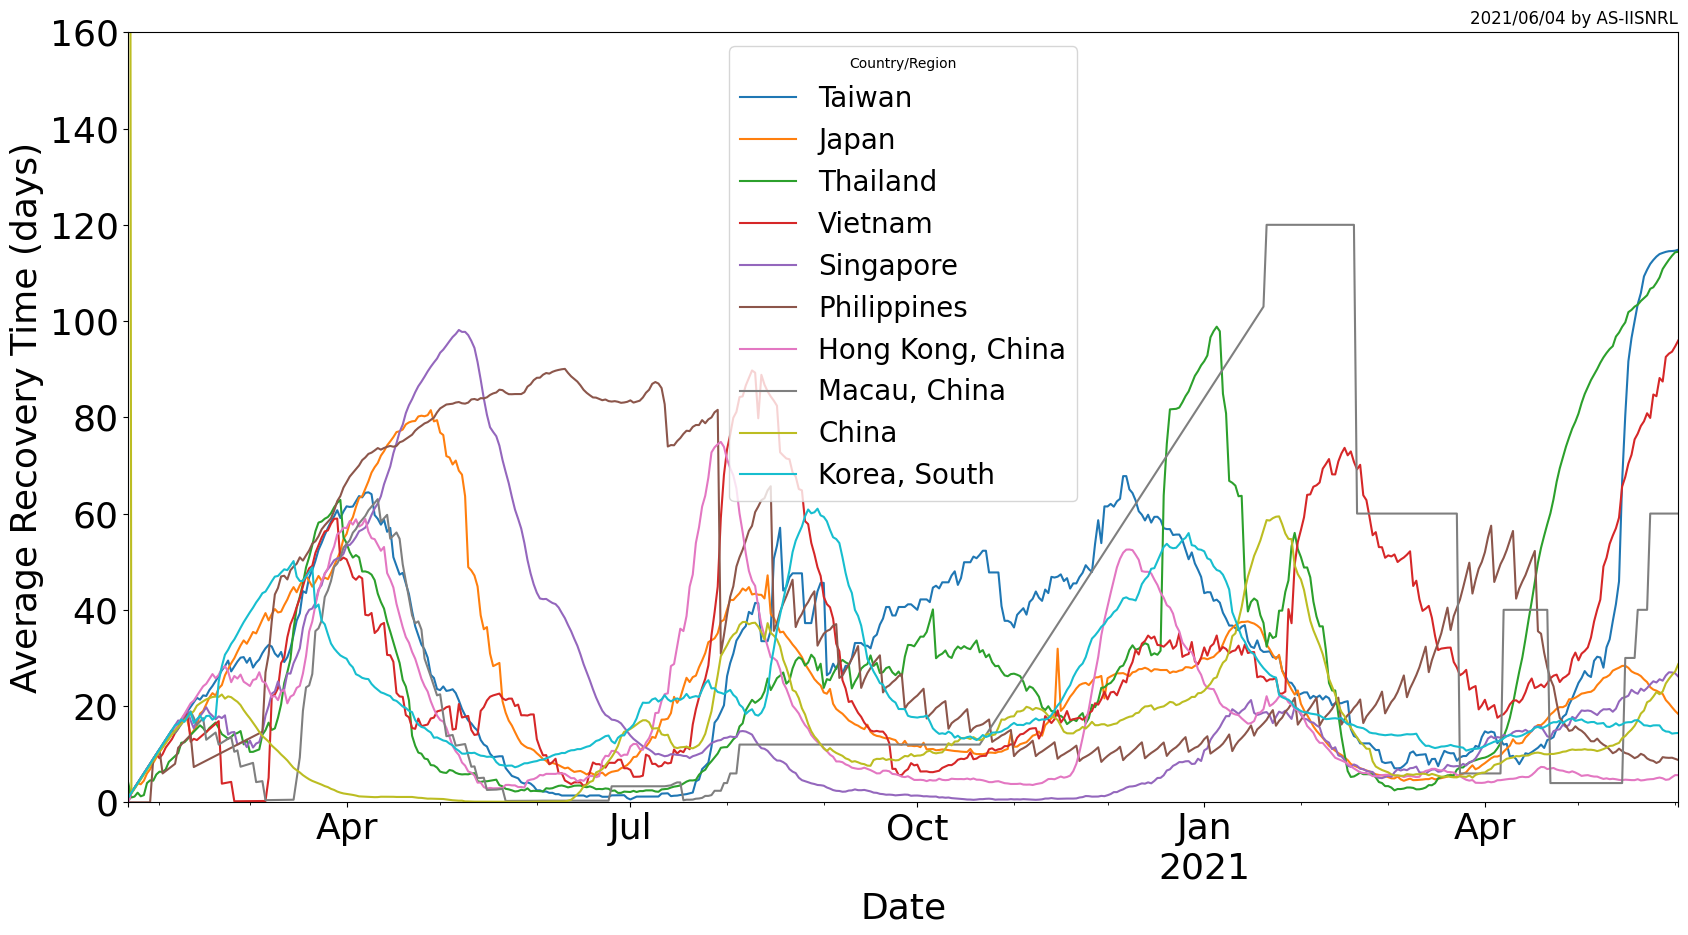 2021/06/04 by AS-IISNRL
Average Recovery Time (days)
160
140
120
100
80
60
40
20
0
Country/Region
Taiwan
Japan
Thailand
Vietnam
Singapore
Philippines
Hong Kong, China
Macau, China
China
Korea, South
Apr
Jul
Oct
Jan
2021
Apr
Date